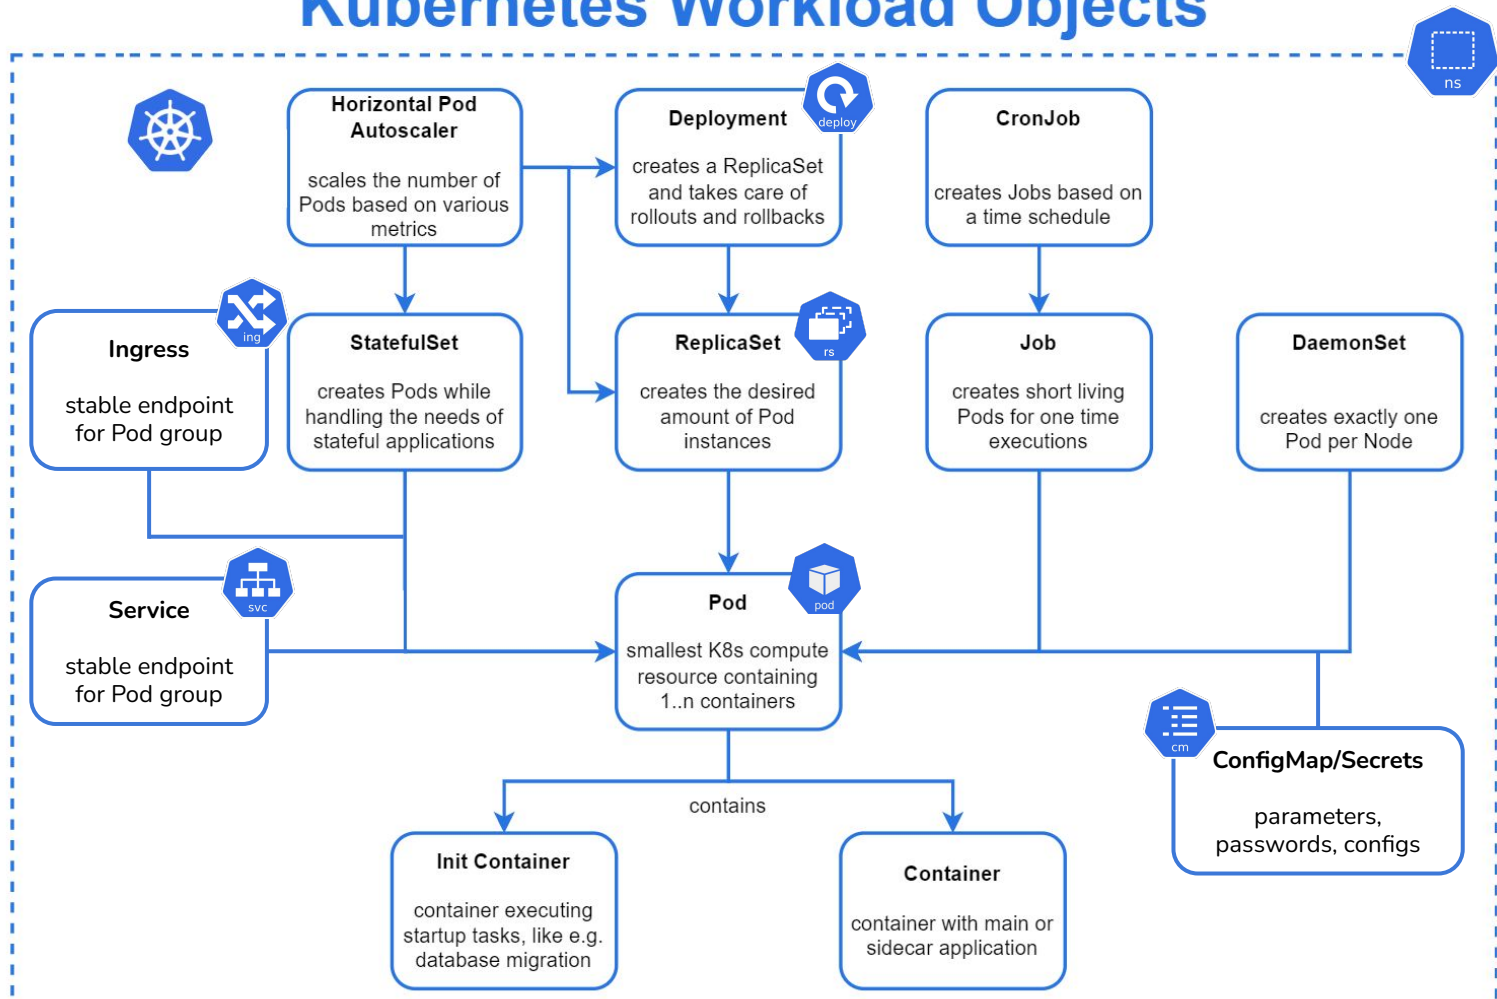 Kubernetes Workload Objects
ns
Horizontal Pod
Autoscaler
scales the number of
Pods based on various
metrics
Deployment
deploy
creates a ReplicaSet
and takes care of
rollouts and rollbacks
CronJob
creates Jobs based on
a time schedule
Ingress
ing
stable endpoint
for Pod group
StatefulSet
creates Pods while
handling the needs of
stateful applications
ReplicaSet
rs
creates the desired
amount of Pod
instances
Job
creates short living
Pods for one time
executions
DaemonSet
creates exactly one
Pod per Node
Service
svc
stable endpoint
for Pod group
Pod
pod
smallest K8s compute
resource containing
1..n containers
cm
ConfigMap/Secrets
parameters,
passwords, configs
contains
Init Container
container executing
startup tasks, like e.g.
database migration
Container
container with main or
sidecar application